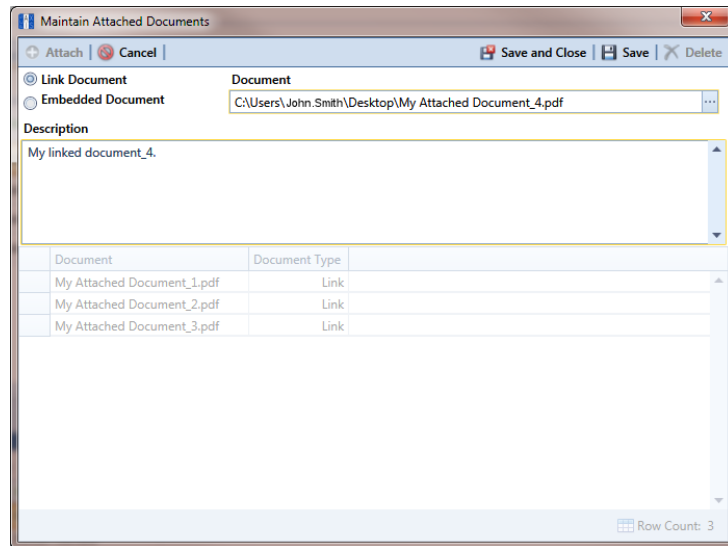 Maintain Attached Documents
x
Attach | Cancel | Save and Close | Save | Delete
Link Document Document
Embedded Document C:\Users\John.Smith\Desktop\My Attached Document_4.pdf ...
Description
My linked document_4.
Document Document Type
My Attached Document_1.pdf Link
My Attached Document_2.pdf Link
My Attached Document_3.pdf Link
Row Count: 3